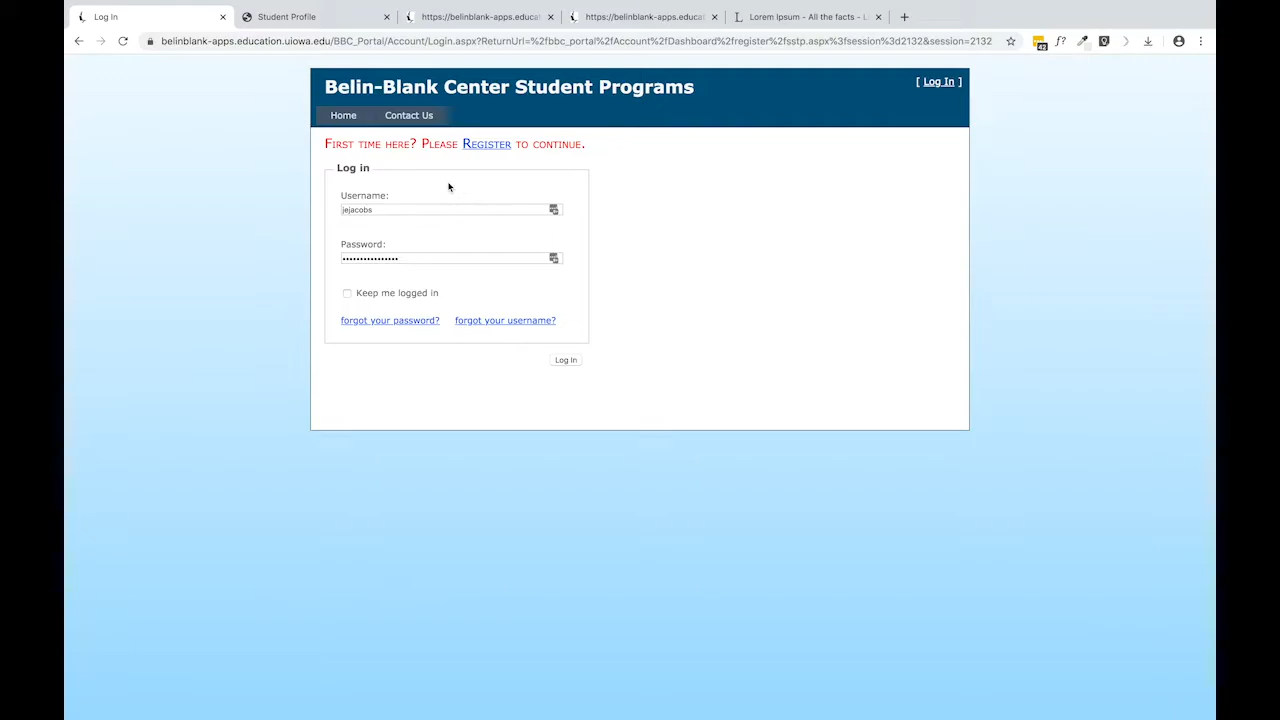 Log In
Student Profile
https://belinblank-apps.educat
https://belinblank-apps.educat
Lorem Ipsum - All the facts - Li
belinblank-apps.education.uiowa.edu/BBC_Portal/Account/Login.aspx?ReturnUrl=%2fbbc_portal%2fAccount%2fDashboard%2fregister%2fsstp.aspx%3fsession%3d2132&session=2132
42
f?
Belin-Blank Center Student Programs
[ Log In ]
Home
Contact Us
First time here? Please Register to continue.
Log in
Username:
jejacobs
Password:
Keep me logged in
forgot your password?
forgot your username?
Log In